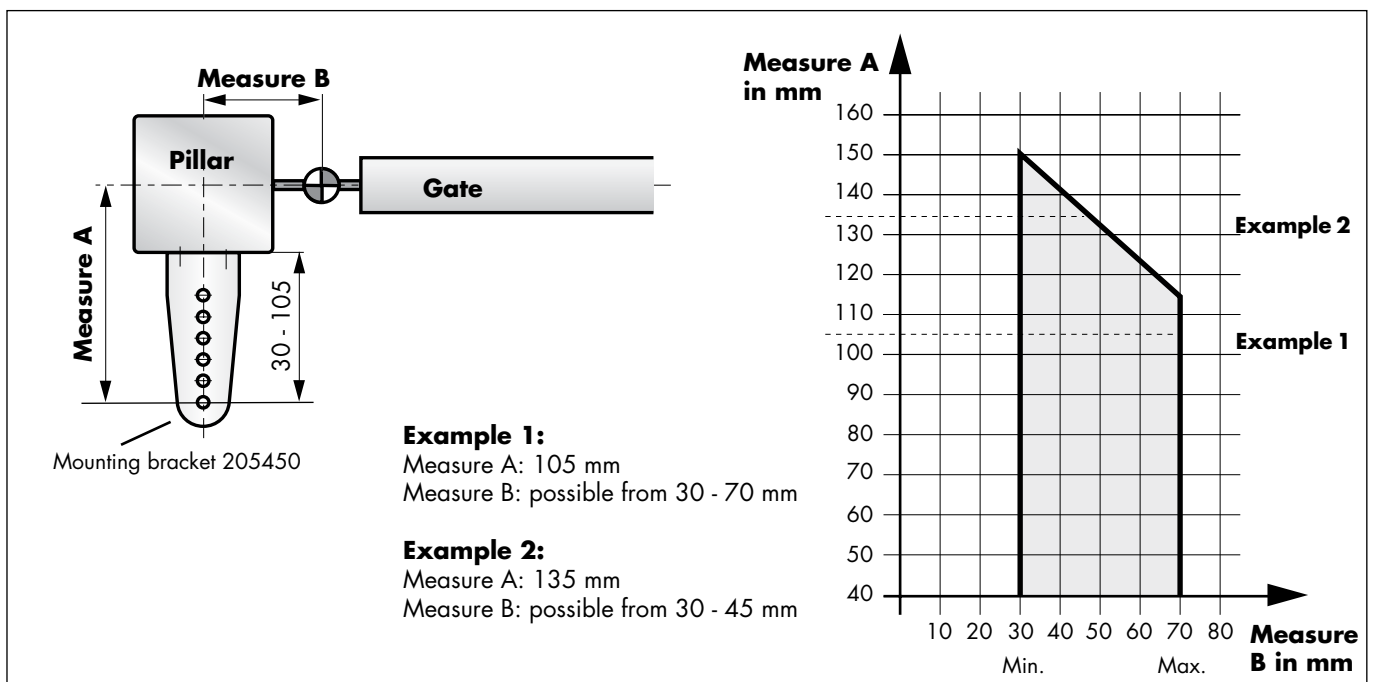 Measure B
Pillar
Gate
Measure A
30 - 105
Mounting bracket 205450
Example 1:
Measure A: 105 mm
Measure B: possible from 30 - 70 mm
Example 2:
Measure A: 135 mm
Measure B: possible from 30 - 45 mm
Measure A
in mm
160
150
140
130
120
110
100
90
80
70
60
50
40
Example 2
Example 1
10 20 30 40 50 60 70 80
Min. Max.
Measure
B in mm